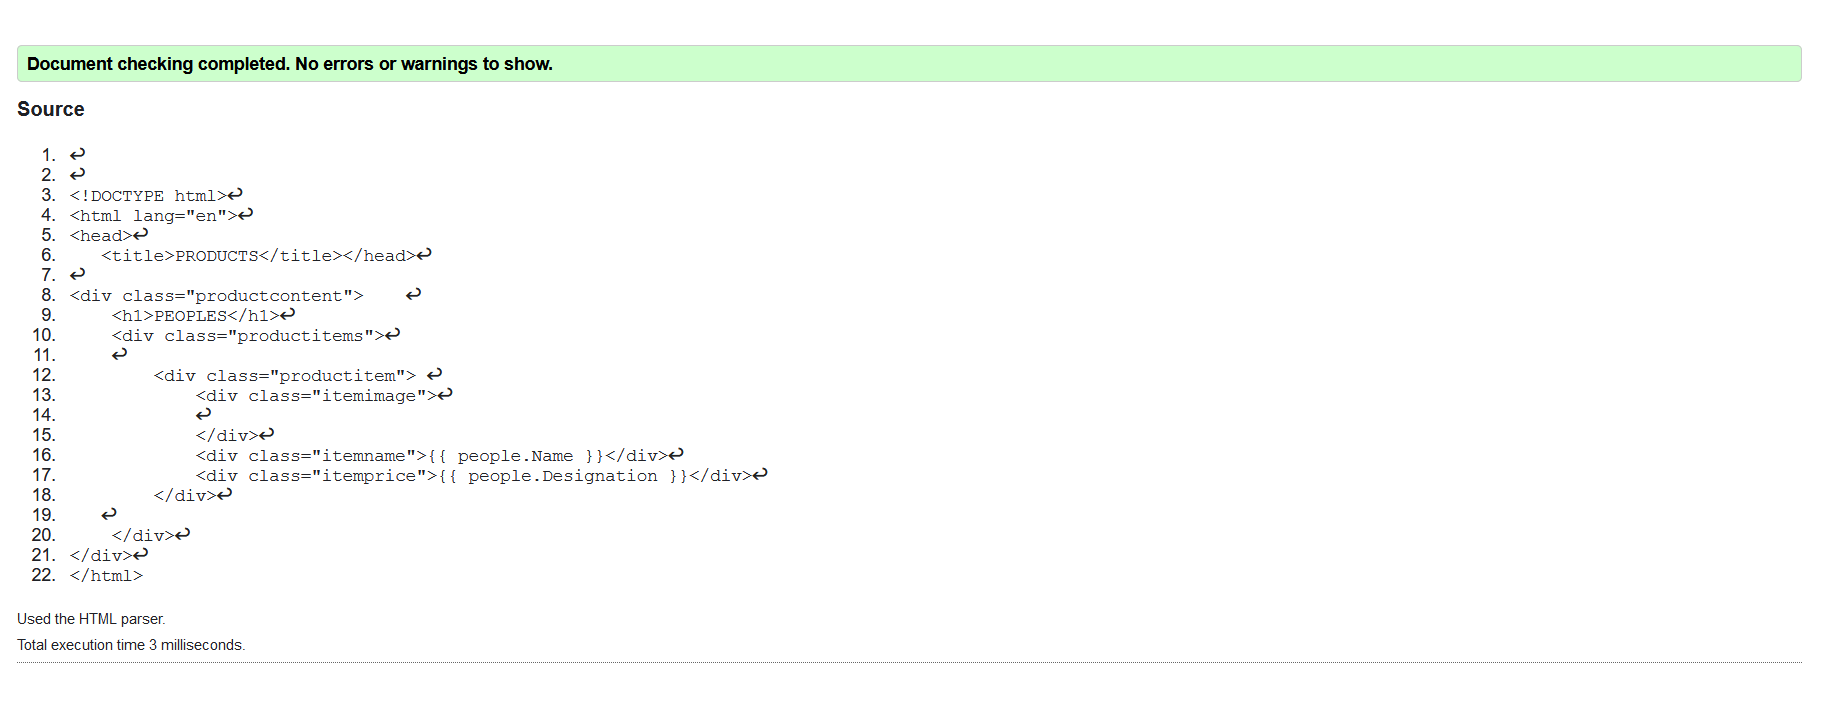 Document checking completed. No errors or warnings to show.
Source
1. ↩
2. ↩
3. <!DOCTYPE html>↩
4. <html lang="en">↩
5. <head>↩
6.    <title>PRODUCTS</title></head>↩
7. ↩
8. <div class="productcontent">    ↩
9.     <h1>PEOPLES</h1>↩
10.     <div class="productitems">↩
11.     ↩
12.         <div class="productitem"> ↩
13.             <div class="itemimage">↩
14.             ↩
15.             </div>↩
16.             <div class="itemname">{{ people.Name }}</div>↩
17.             <div class="itemprice">{{ people.Designation }}</div>↩
18.         </div>↩
19.    ↩
20.     </div>↩
21. </div>↩
22. </html>
Used the HTML parser.
Total execution time 3 milliseconds.